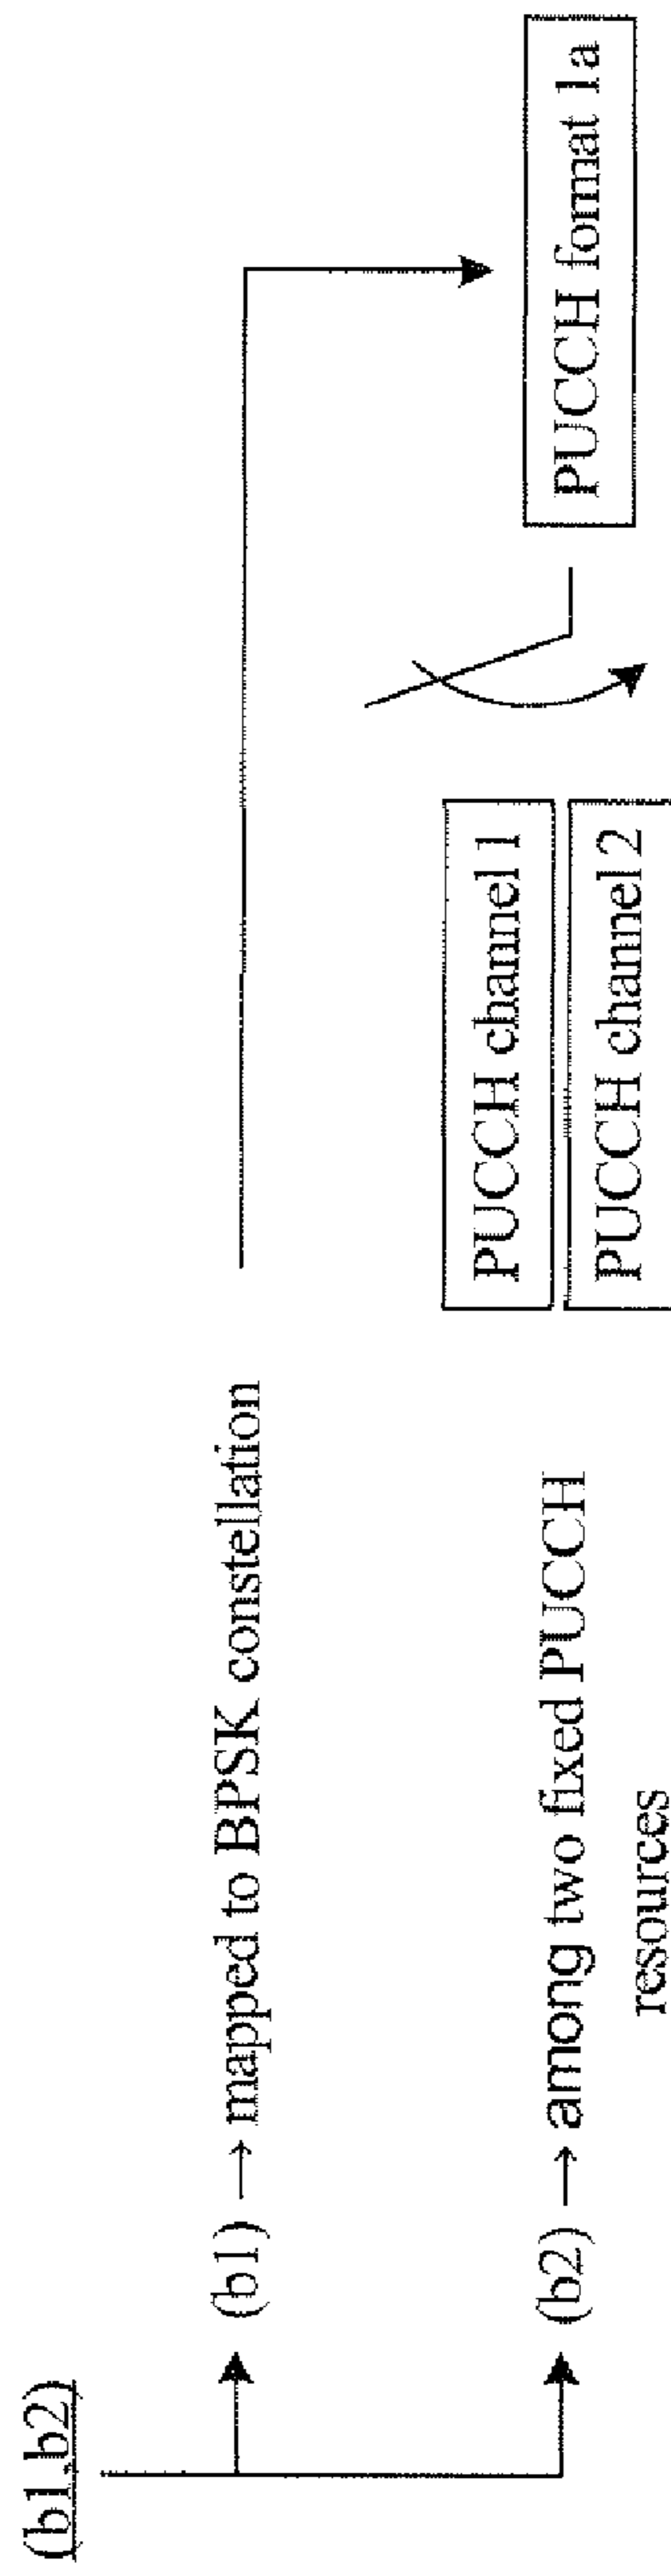 (b1,b2)
(b1) → mapped to BPSK constellation
(b2) → among two fixed PUCCH
resources
PUCCH channel 1
PUCCH channel 2
PUCCH format 1a